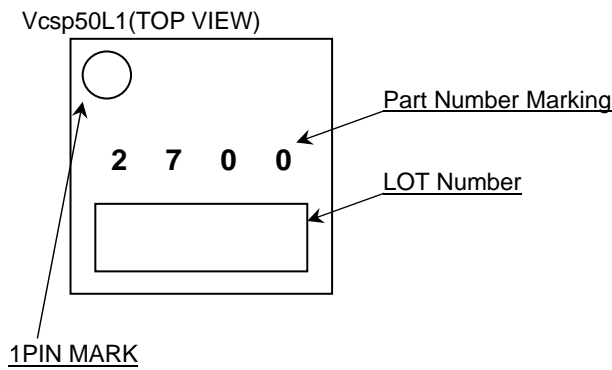 Vcsp50L1(TOP VIEW)
Part Number Marking
2 7 0 0
LOT Number
1PIN MARK